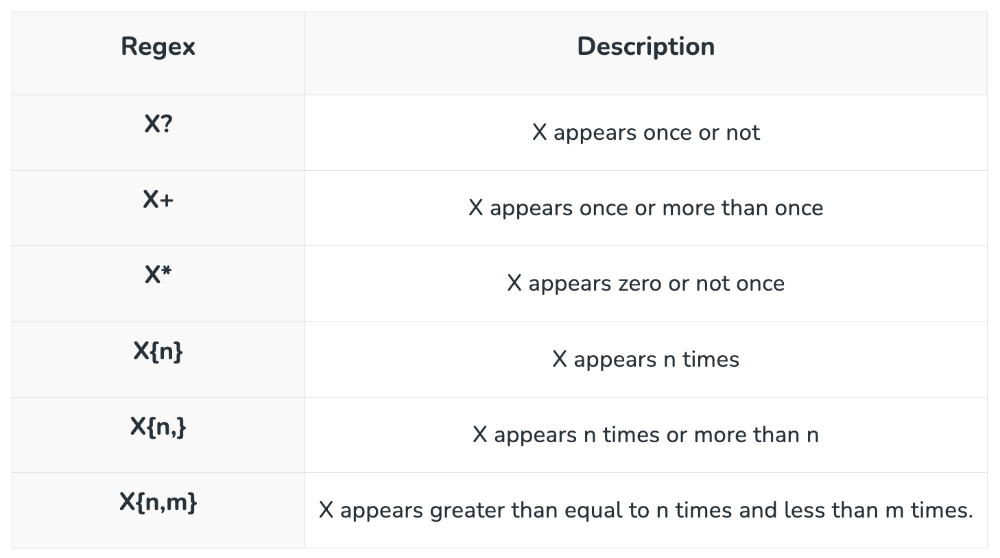 Regex Description
X? X appears once or not
X+ X appears once or more than once
X* X appears zero or not once
X{n} X appears n times
X{n,} X appears n times or more than n
X{n,m} X appears greater than equal to n times and less than m times.